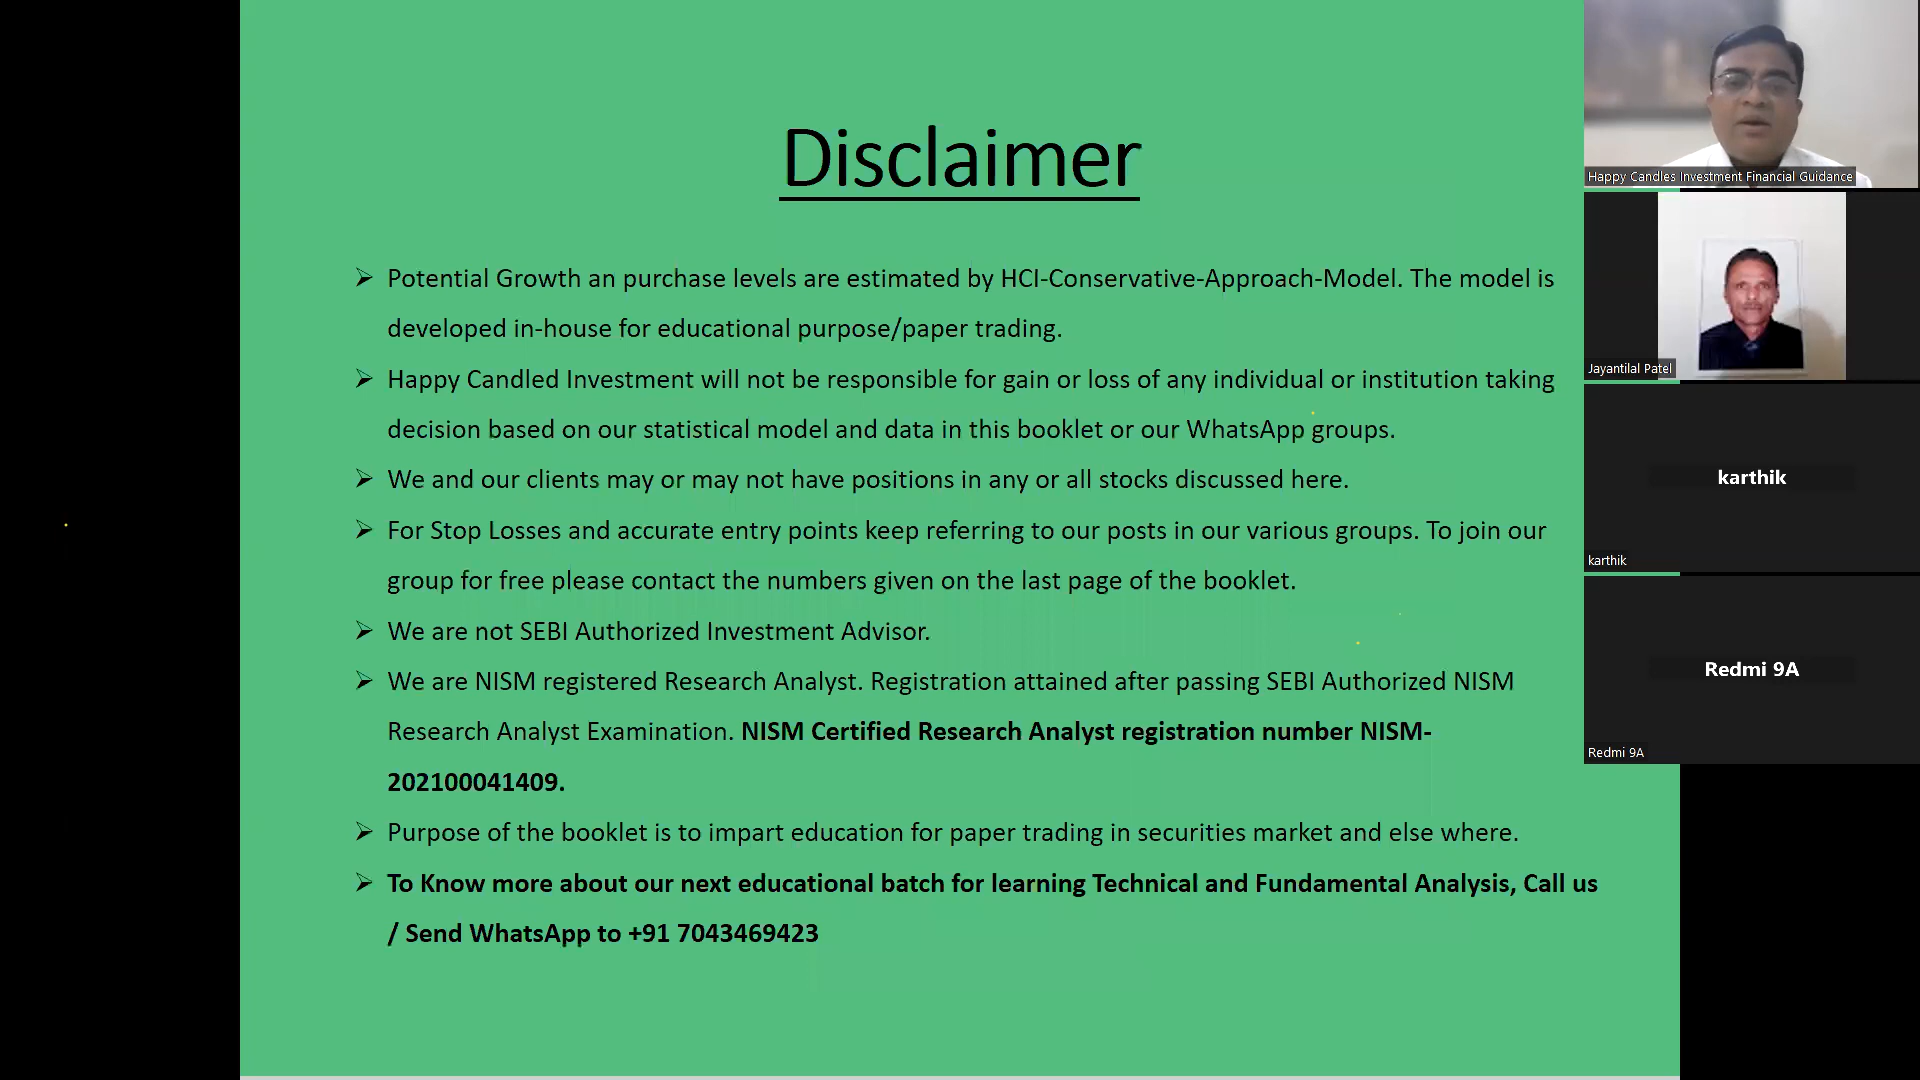 Disclaimer
➢ Potential Growth an purchase levels are estimated by HCI-Conservative-Approach-Model. The model is
developed in-house for educational purpose/paper trading.
➢ Happy Candled Investment will not be responsible for gain or loss of any individual or institution taking
decision based on our statistical model and data in this booklet or our WhatsApp groups.
➢ We and our clients may or may not have positions in any or all stocks discussed here.
➢ For Stop Losses and accurate entry points keep referring to our posts in our various groups. To join our
group for free please contact the numbers given on the last page of the booklet.
➢ We are not SEBI Authorized Investment Advisor.
➢ We are NISM registered Research Analyst. Registration attained after passing SEBI Authorized NISM
Research Analyst Examination. NISM Certified Research Analyst registration number NISM-
202100041409.
➢ Purpose of the booklet is to impart education for paper trading in securities market and else where.
➢ To Know more about our next educational batch for learning Technical and Fundamental Analysis, Call us
/ Send WhatsApp to +91 7043469423
Happy Candles Investment Financial Guidance
Jayantilal Patel
karthik
karthik
Redmi 9A
Redmi 9A